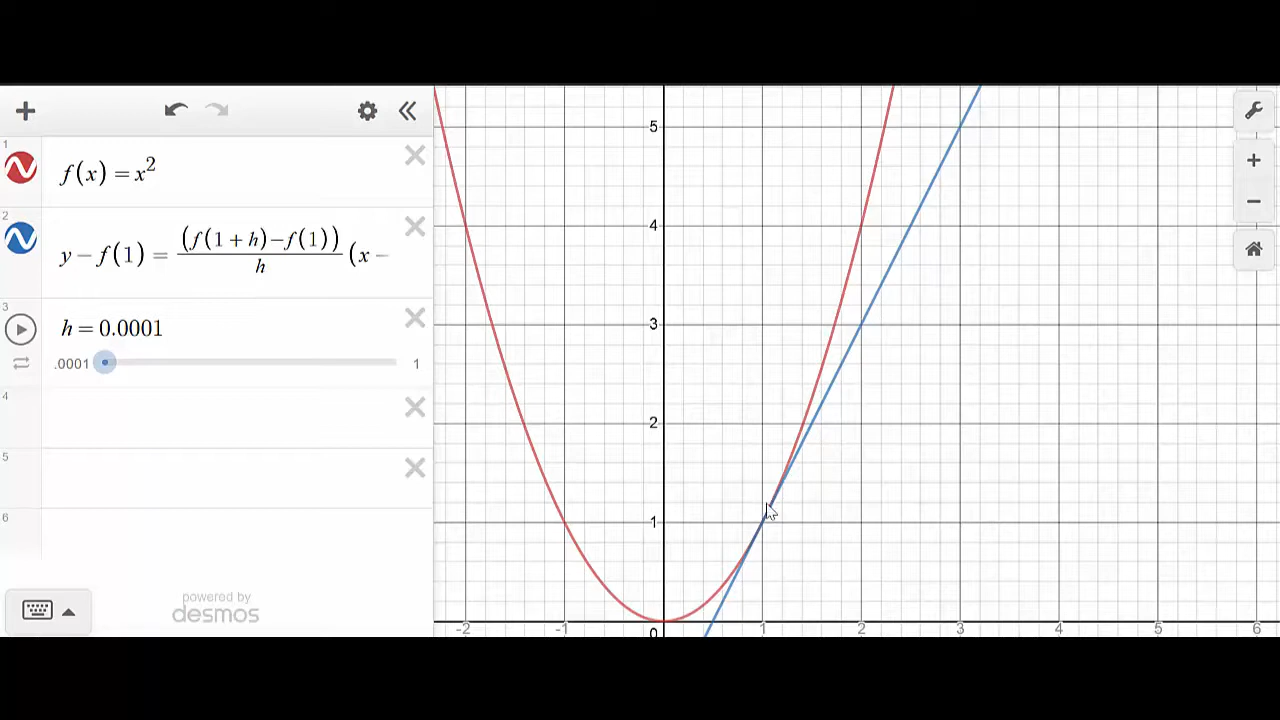 1
f(x) = x²
2
y − f(1) = (f(1 + h) − f(1)) / h (x −
3
h = 0.0001
.0001 1
4
5
6
powered by
desmos
5
4
3
2
1
0
-2 -1 1 2 3 4 5 6